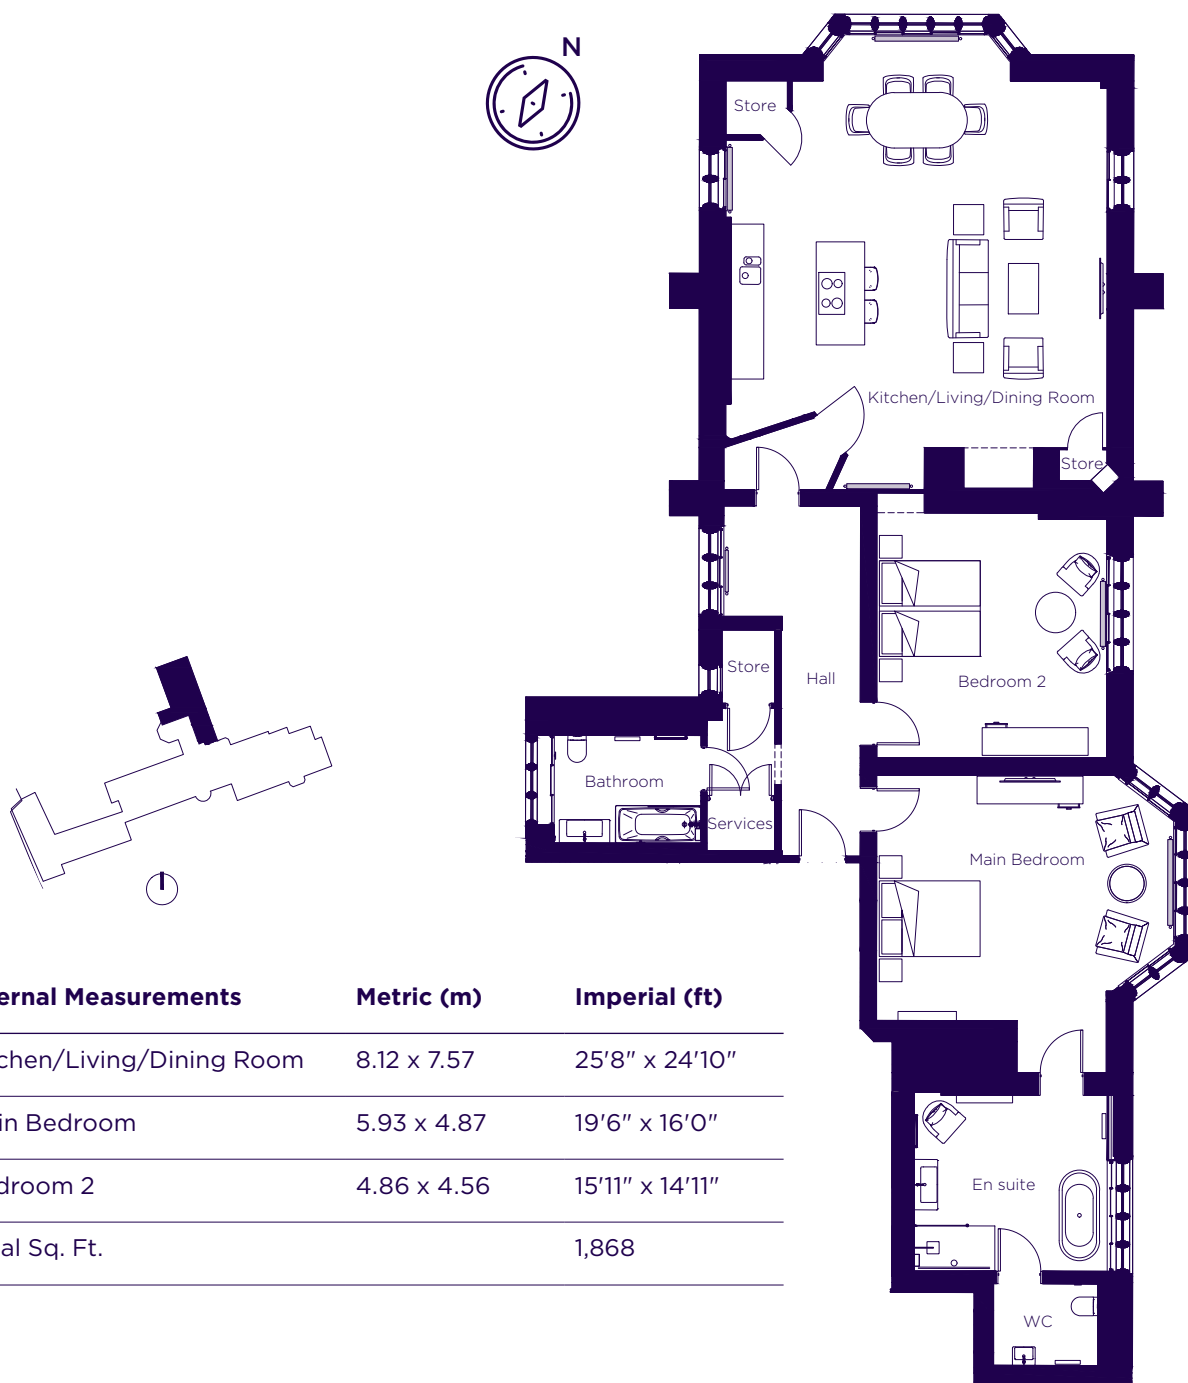 N
Store
Kitchen/Living/Dining Room
Store
Store
Hall
Bedroom 2
Bathroom
Services
Main Bedroom
En suite
WC
ernal Measurements Metric (m) Imperial (ft)
chen/Living/Dining Room 8.12 x 7.57 25'8" x 24'10"
in Bedroom 5.93 x 4.87 19'6" x 16'0"
droom 2 4.86 x 4.56 15'11" x 14'11"
al Sq. Ft. 1,868